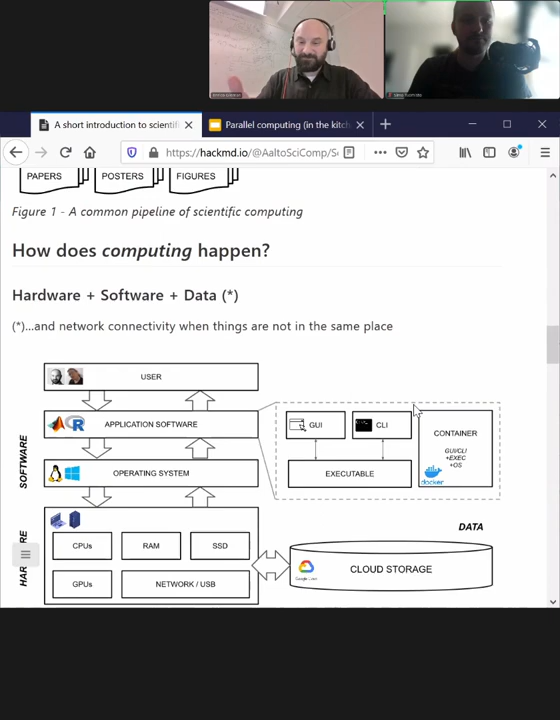 A short introduction to scientifi
Parallel computing (in the kitch
https://hackmd.io/@AaltoSciComp/S
PAPERS
POSTERS
FIGURES
Figure 1 - A common pipeline of scientific computing
How does computing happen?
Hardware + Software + Data (*)
(*)...and network connectivity when things are not in the same place
USER
APPLICATION SOFTWARE
OPERATING SYSTEM
SOFTWARE
GUI
CLI
EXECUTABLE
CONTAINER
GUI/CLI
+EXEC
+OS
docker
HAR
RE
CPUs
RAM
SSD
GPUs
NETWORK / USB
DATA
CLOUD STORAGE